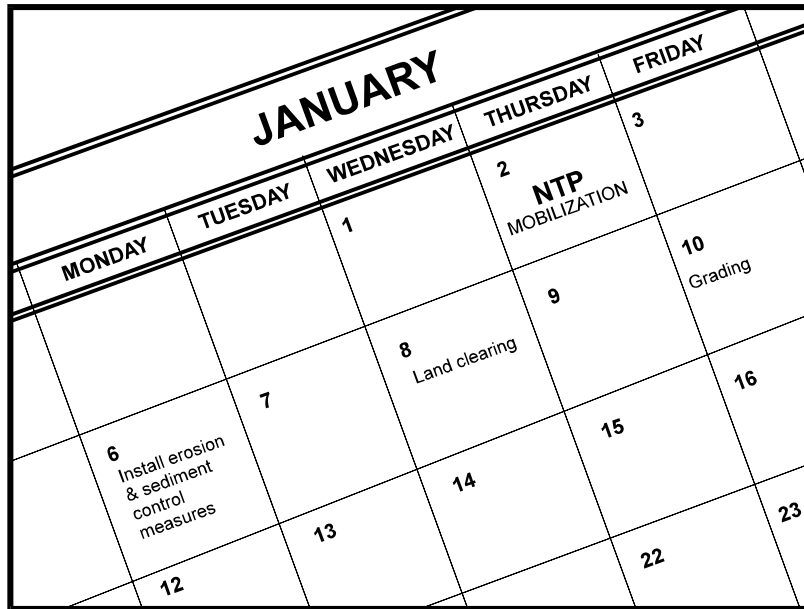 JANUARY
MONDAY TUESDAY WEDNESDAY THURSDAY FRIDAY
1
2
NTP
MOBILIZATION
3
6
Install erosion
& sediment
control
measures
7
8
Land clearing
9
10
Grading
12
13
14
15
16
22
23